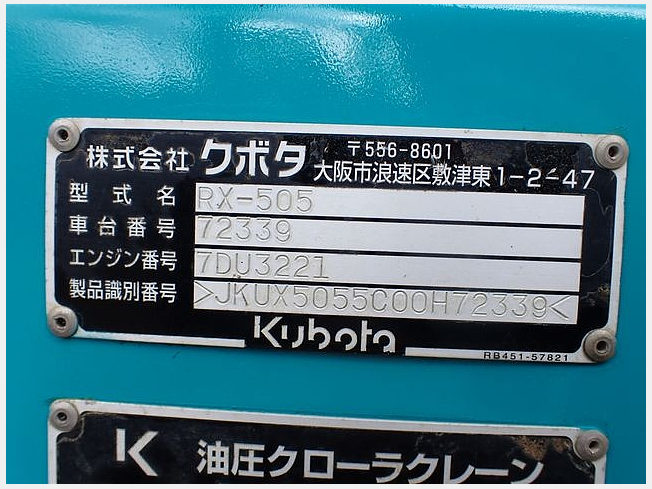 株式会社 クボタ 〒556-8601
大阪市浪速区敷津東1-2-47
型式名 RX-505
車台番号 72339
エンジン番号 7DU3221
製品識別番号 >JKUX5055C00H72339<
Kubota
RB451-57821
K 油圧クローラクレーン